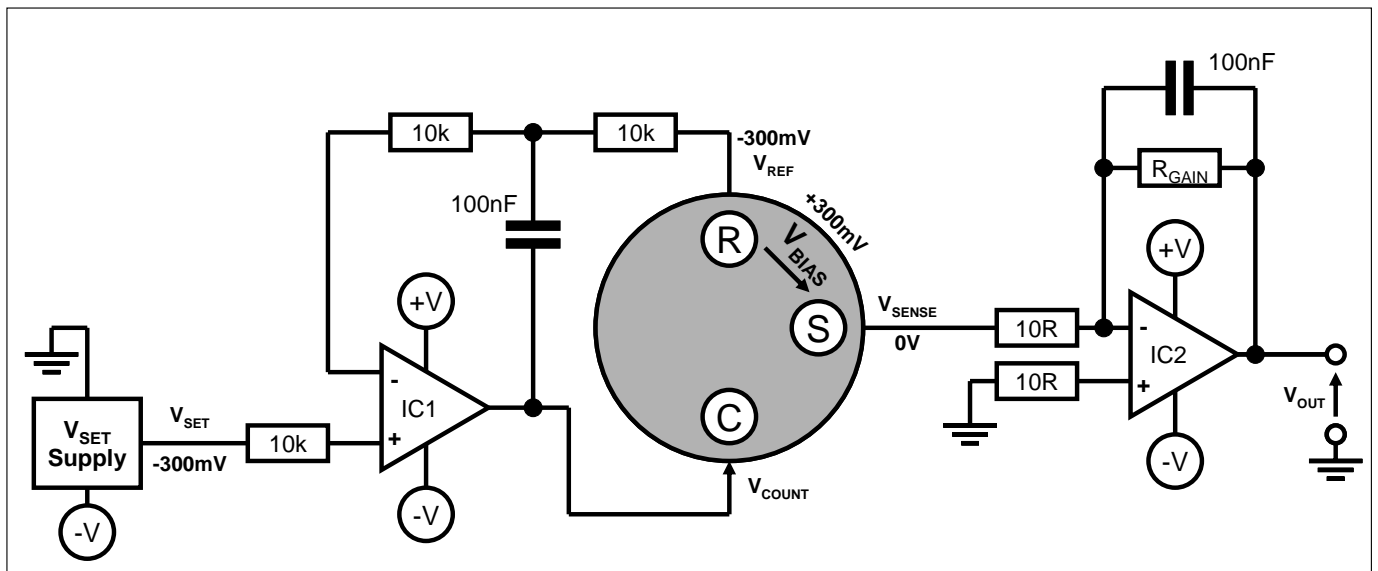 100nF
10k
10k
-300mV
VREF
RGAIN
100nF
+300mV
R
VBIAS
+V
+V
S
VSENSE
0V
10R
-
IC2
+
10R
VOUT
-
IC1
+
C
VSET
Supply
VSET
-300mV
10k
VCOUNT
-V
-V
-V